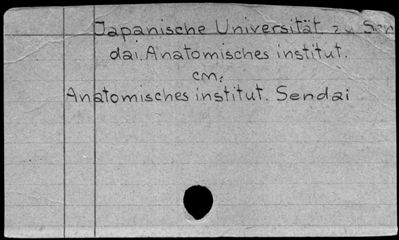 Japanische Universität zu Sen
dai. Anatomisches institut.
cm.
Anatomisches institut. Sendai